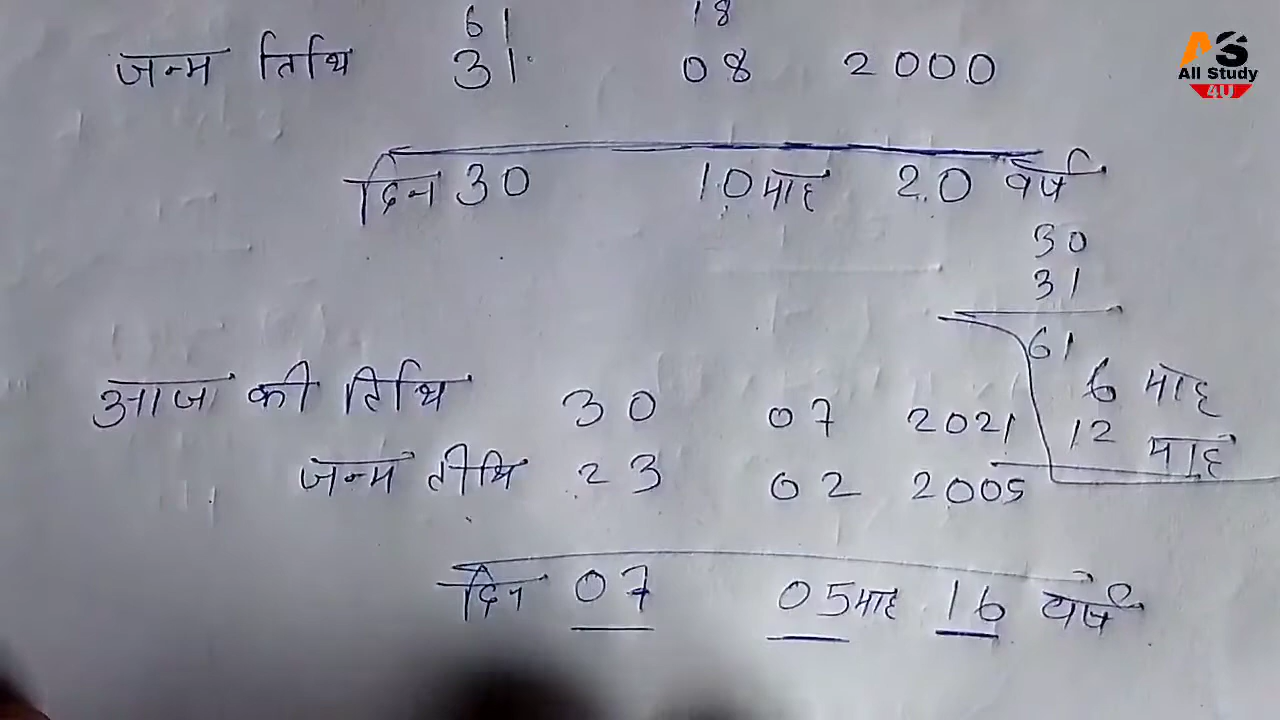 61 18
जन्म तिथि 31 08 2000
दिन 30 10 माह 20 वर्ष
30
31
61
6 माह
12 माह
आज की तिथि 30 07 2021
जन्म तीथि 23 02 2005
दिन 07 05 माह 16 वर्ष
AS
All Study
4U